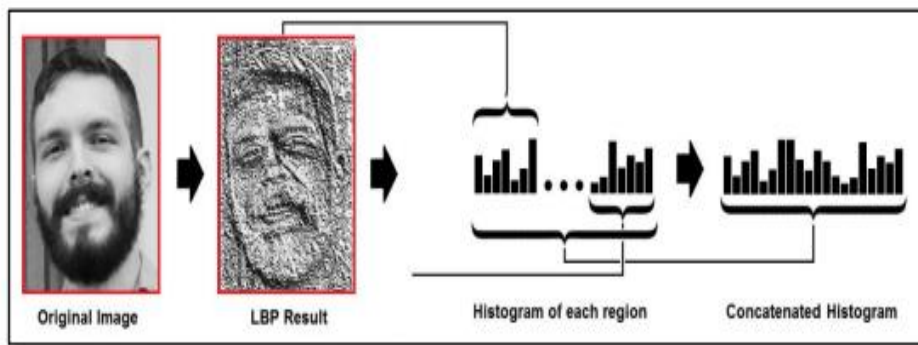 Original Image
LBP Result
Histogram of each region
Concatenated Histogram